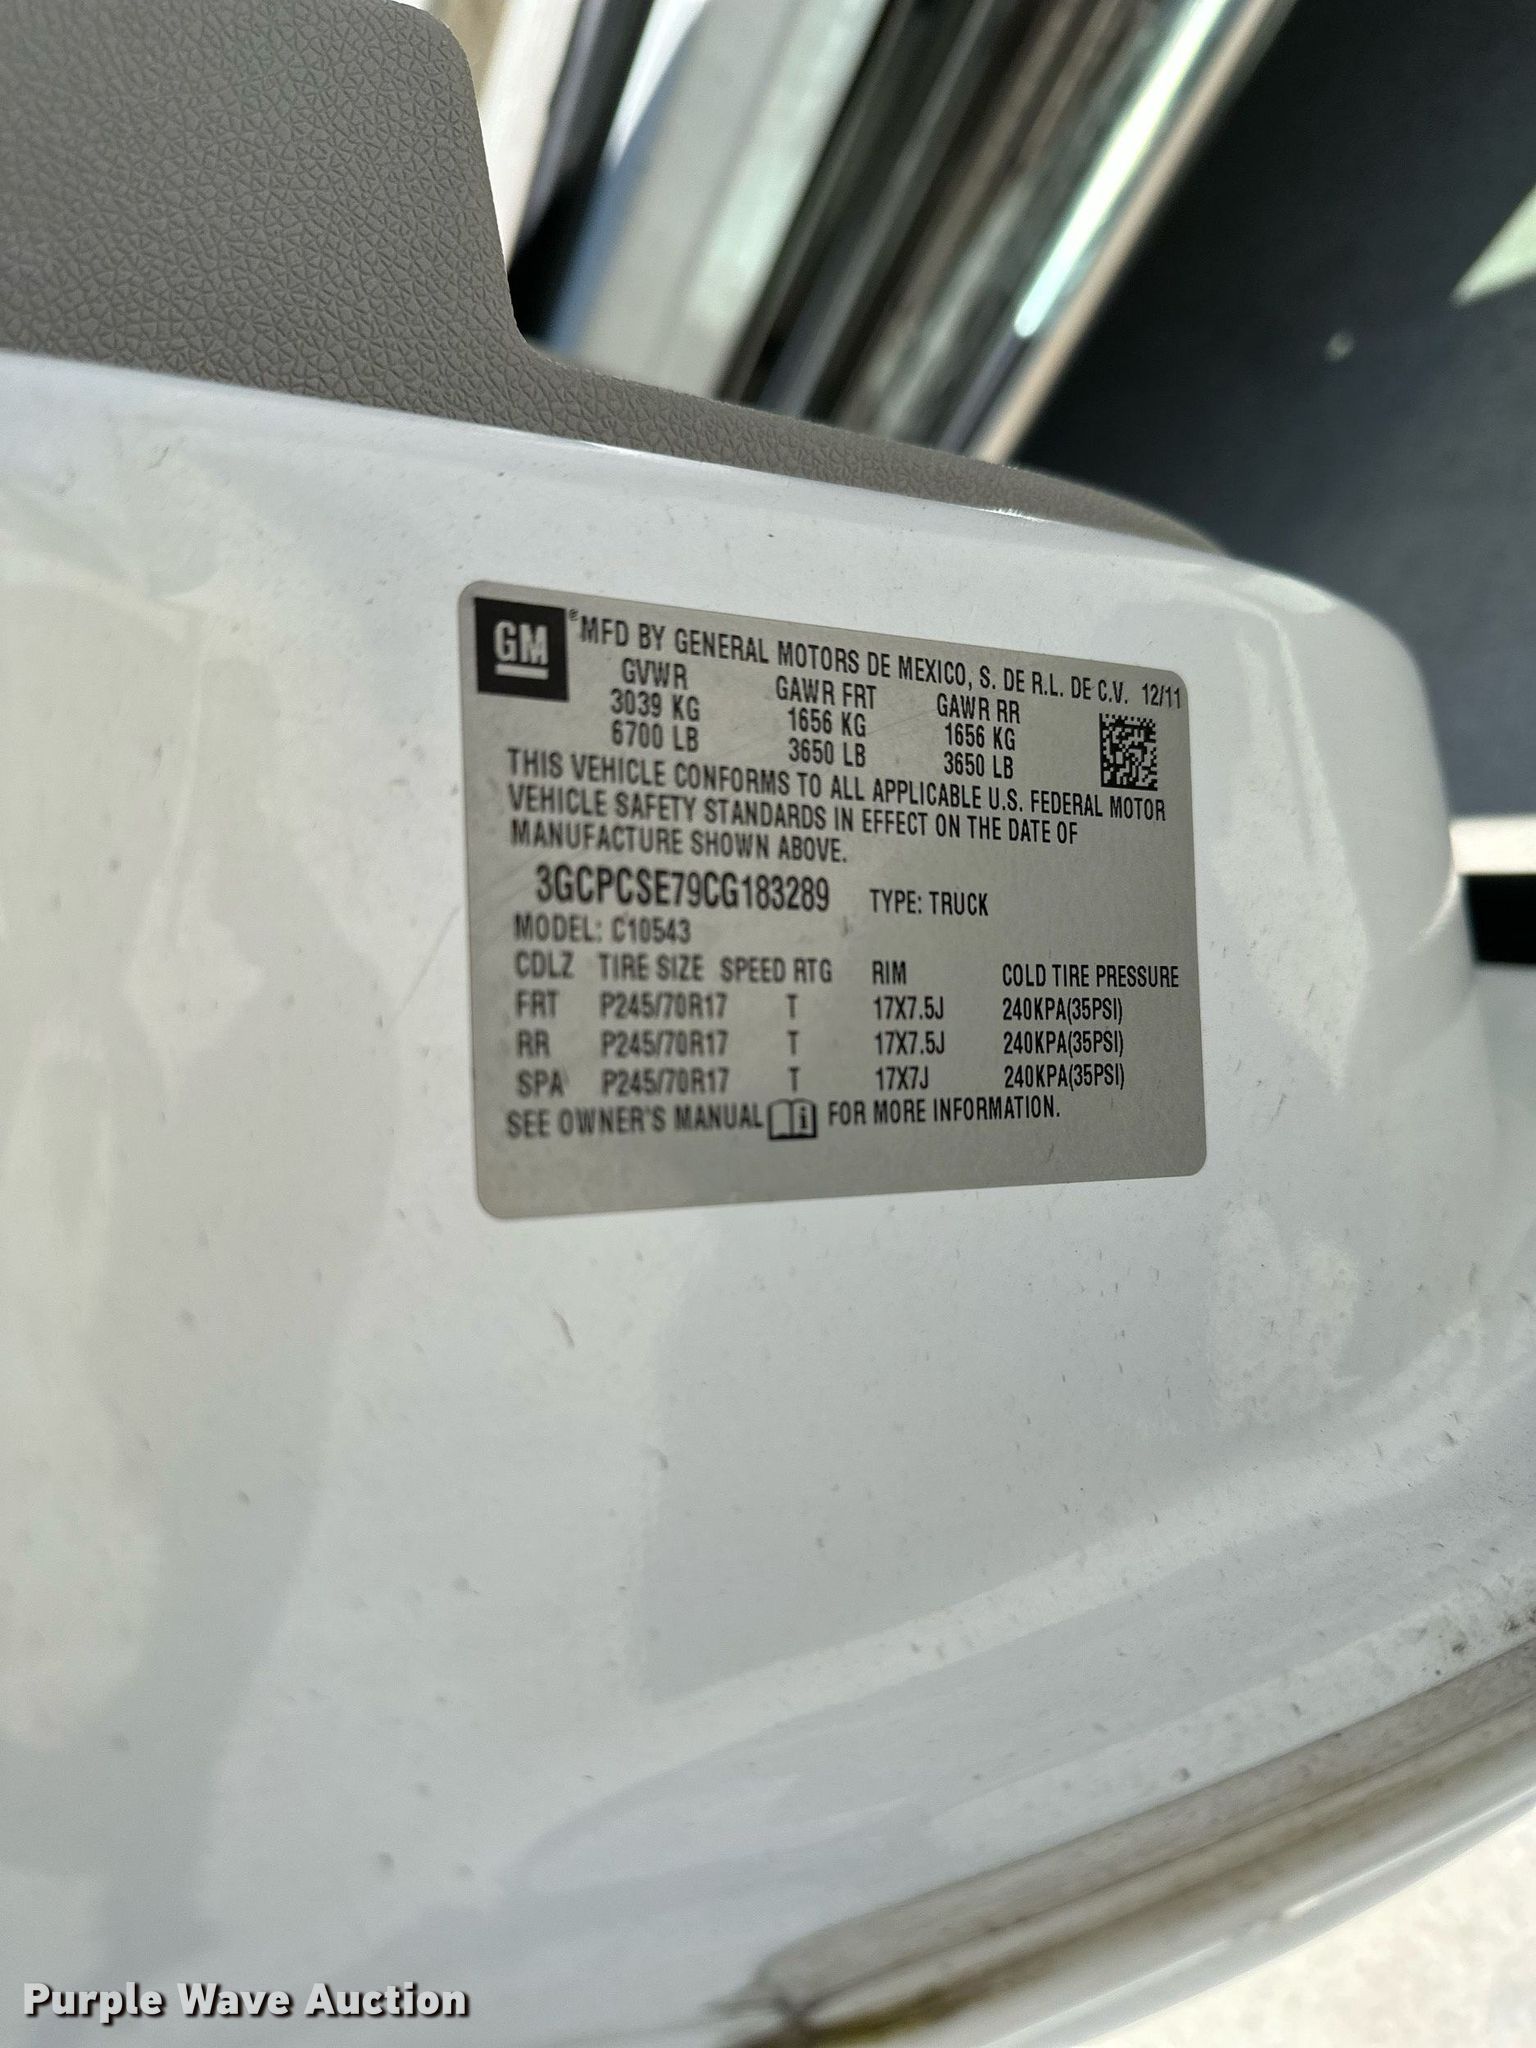 GM ® MFD BY GENERAL MOTORS DE MEXICO, S. DE R.L. DE C.V. 12/11
GVWR GAWR FRT GAWR RR
3039 KG 1656 KG 1656 KG
6700 LB 3650 LB 3650 LB
THIS VEHICLE CONFORMS TO ALL APPLICABLE U.S. FEDERAL MOTOR
VEHICLE SAFETY STANDARDS IN EFFECT ON THE DATE OF
MANUFACTURE SHOWN ABOVE.
3GCPCSE79CG183289 TYPE: TRUCK
MODEL: C10543
CDLZ TIRE SIZE SPEED RTG RIM COLD TIRE PRESSURE
FRT P245/70R17 T 17X7.5J 240KPA(35PSI)
RR P245/70R17 T 17X7.5J 240KPA(35PSI)
SPA P245/70R17 T 17X7J 240KPA(35PSI)
SEE OWNER'S MANUAL i FOR MORE INFORMATION.
Purple Wave Auction